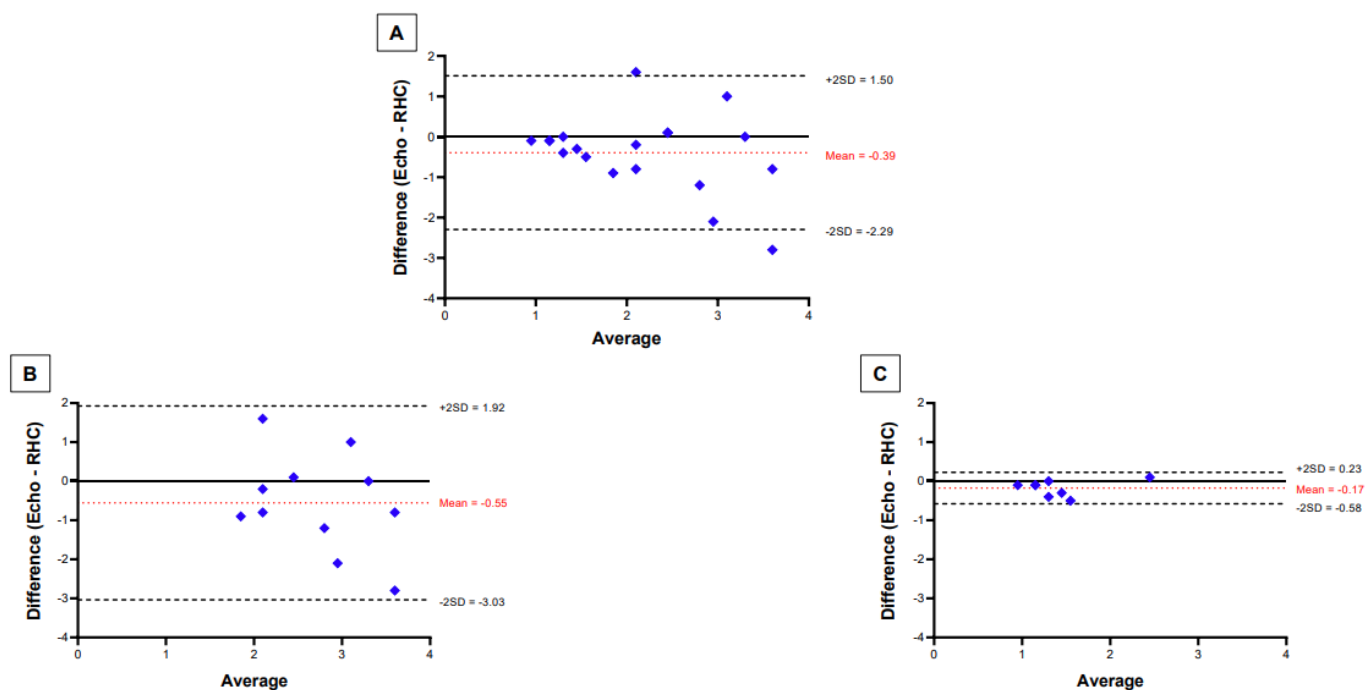 A
Difference (Echo - RHC)
2
1
0
-1
-2
-3
-4
0
1
2
3
4
Average
+2SD = 1.50
Mean = -0.39
-2SD = -2.29
B
Difference (Echo - RHC)
2
1
0
-1
-2
-3
-4
0
1
2
3
4
Average
+2SD = 1.92
Mean = -0.55
-2SD = -3.03
C
Difference (Echo - RHC)
2
1
0
-1
-2
-3
-4
0
1
2
3
4
Average
+2SD = 0.23
Mean = -0.17
-2SD = -0.58